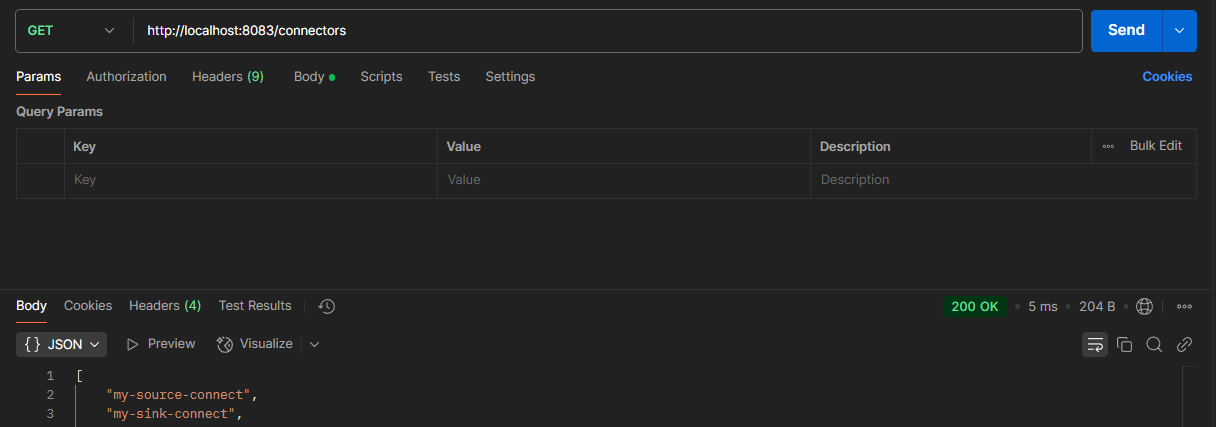 GET http://localhost:8083/connectors Send
Params Authorization Headers (9) Body Scripts Tests Settings Cookies
Query Params
Key Value Description Bulk Edit
Key Value Description
Body Cookies Headers (4) Test Results 200 OK 5 ms 204 B
{} JSON Preview Visualize
1 [
2 "my-source-connect",
3 "my-sink-connect",